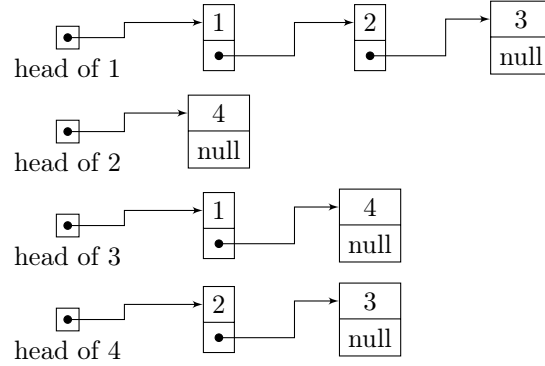 1 2 3
null
head of 1
4
null
head of 2
1 4
null
head of 3
2 3
null
head of 4